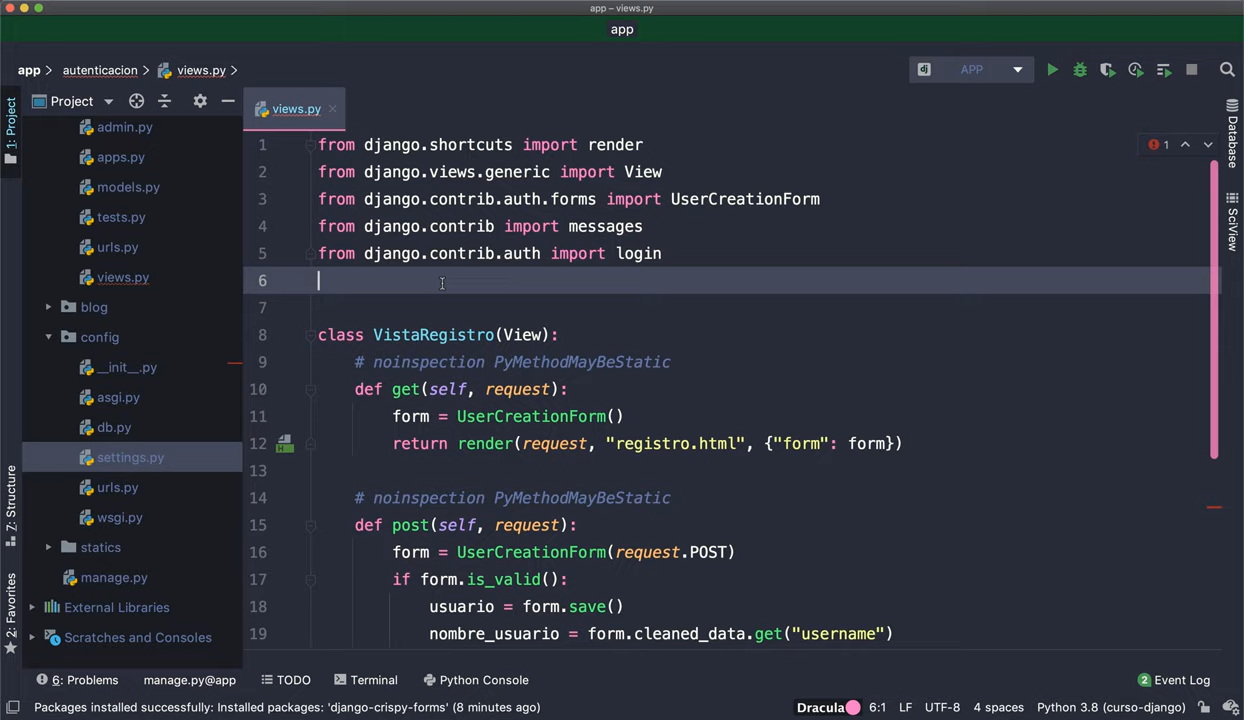 app – views.py
app
app
autenticacion
views.py
APP
1: Project
Project
views.py
admin.py
apps.py
models.py
tests.py
urls.py
views.py
blog
config
__init__.py
asgi.py
db.py
settings.py
urls.py
wsgi.py
statics
manage.py
External Libraries
Scratches and Consoles
7: Structure
2: Favorites
1 from django.shortcuts import render
2 from django.views.generic import View
3 from django.contrib.auth.forms import UserCreationForm
4 from django.contrib import messages
5 from django.contrib.auth import login
6
7
8 class VistaRegistro(View):
9 # noinspection PyMethodMayBeStatic
10 def get(self, request):
11 form = UserCreationForm()
12 return render(request, "registro.html", {"form": form})
13
14 # noinspection PyMethodMayBeStatic
15 def post(self, request):
16 form = UserCreationForm(request.POST)
17 if form.is_valid():
18 usuario = form.save()
19 nombre_usuario = form.cleaned_data.get("username")
1
Database
SciView
6: Problems
manage.py@app
TODO
Terminal
Python Console
2 Event Log
Packages installed successfully: Installed packages: 'django-crispy-forms' (8 minutes ago)
Dracula
6:1
LF
UTF-8
4 spaces
Python 3.8 (curso-django)